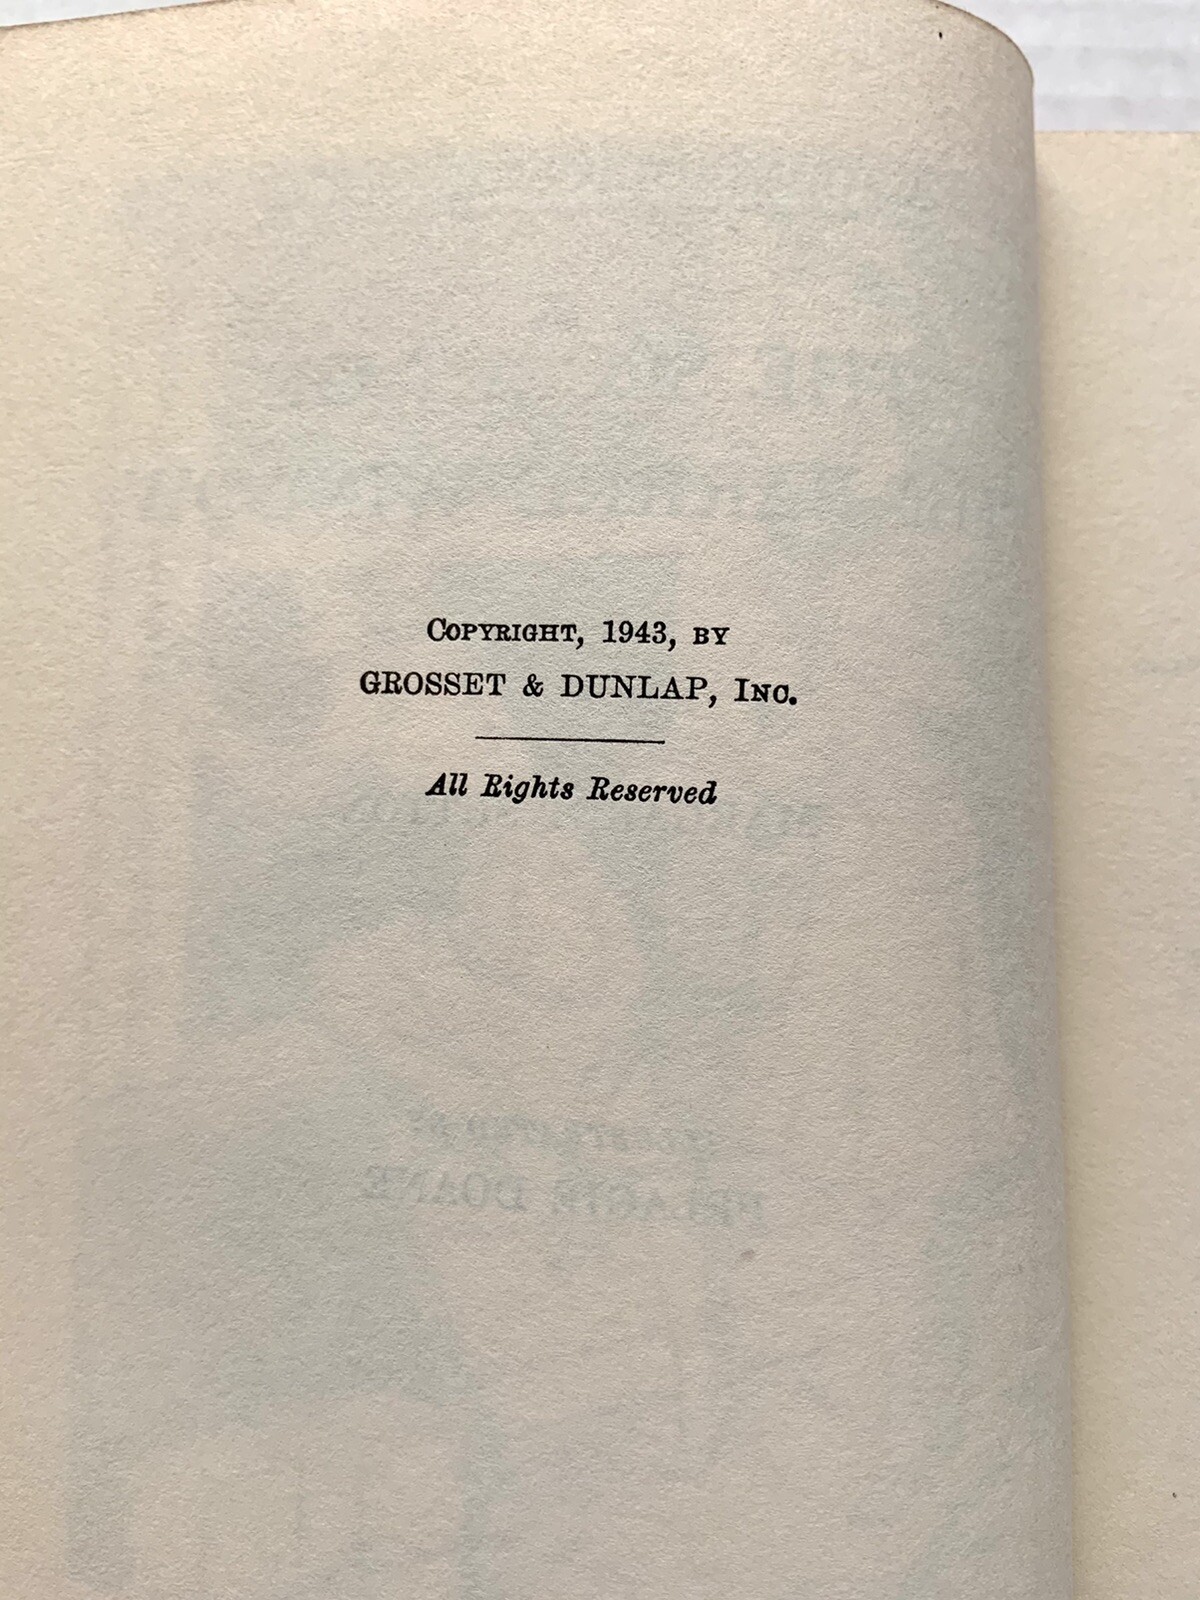 Copyright, 1943, by
GROSSET & DUNLAP, Inc.
All Rights Reserved